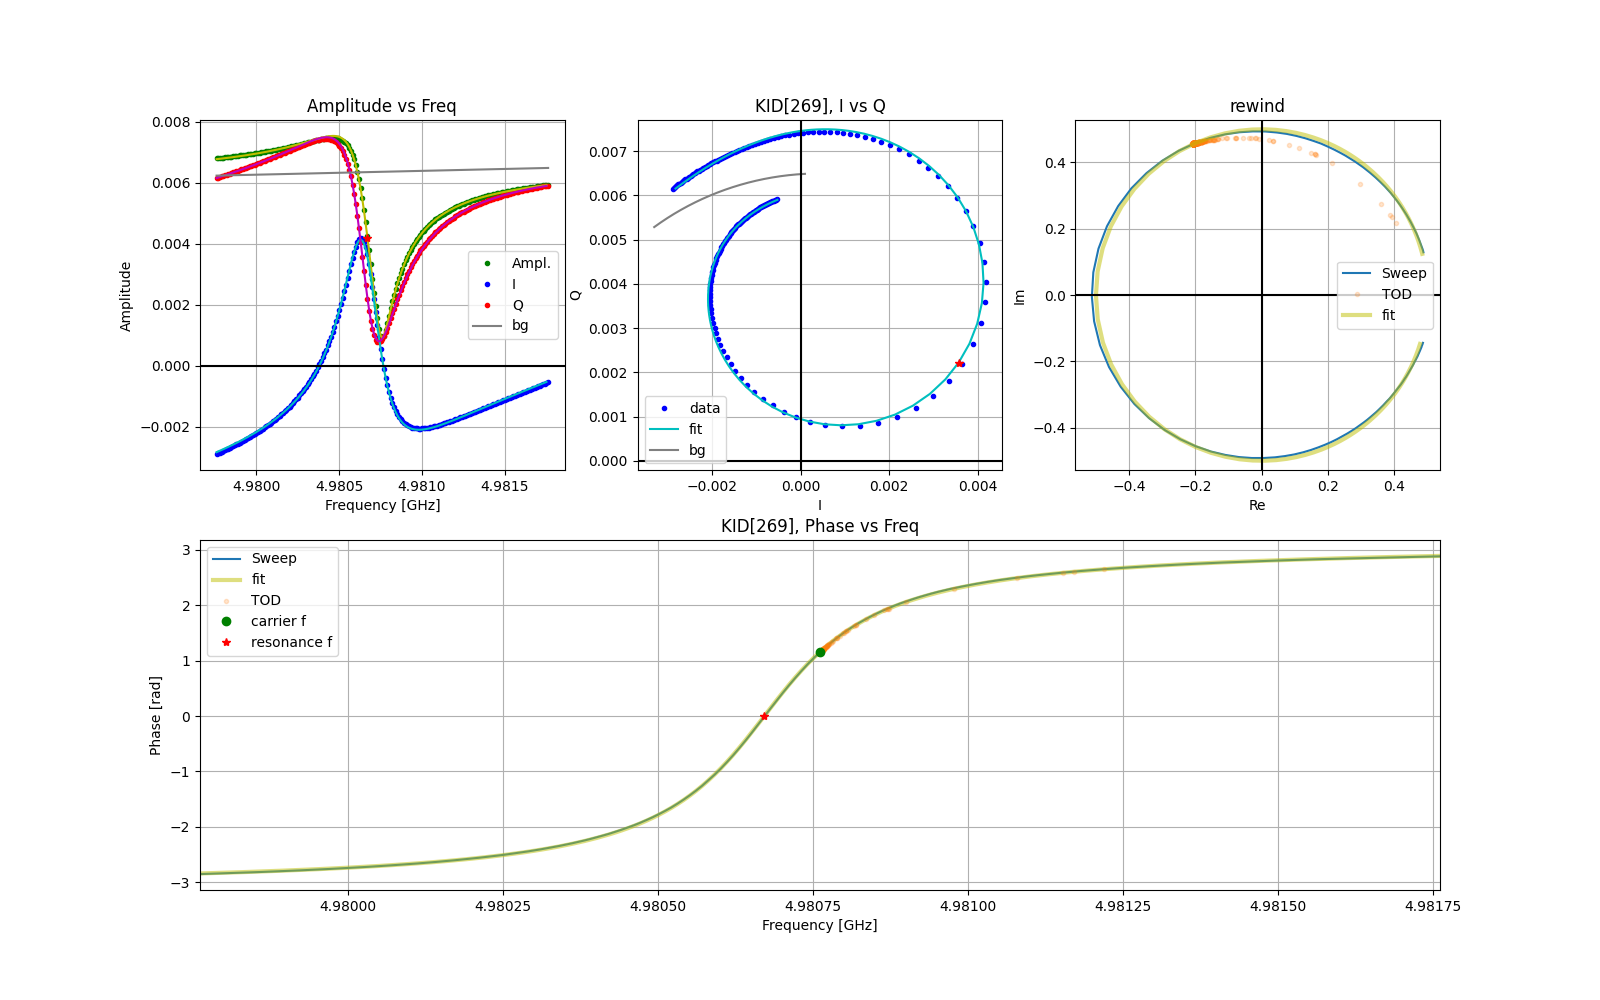 Amplitude vs Freq
0.008
0.006
0.004
0.002
0.000
−0.002
Amplitude
Ampl.
I
Q
bg
4.9800
4.9805
4.9810
4.9815
Frequency [GHz]
KID[269], I vs Q
0.007
0.006
0.005
0.004
0.003
0.002
0.001
0.000
Q
data
fit
bg
−0.002
0.000
0.002
0.004
I
rewind
0.4
0.2
0.0
−0.2
−0.4
Im
Sweep
TOD
fit
−0.4
−0.2
0.0
0.2
0.4
Re
KID[269], Phase vs Freq
3
2
1
0
−1
−2
−3
Phase [rad]
Sweep
fit
TOD
carrier f
resonance f
4.98000
4.98025
4.98050
4.98075
4.98100
4.98125
4.98150
4.98175
Frequency [GHz]